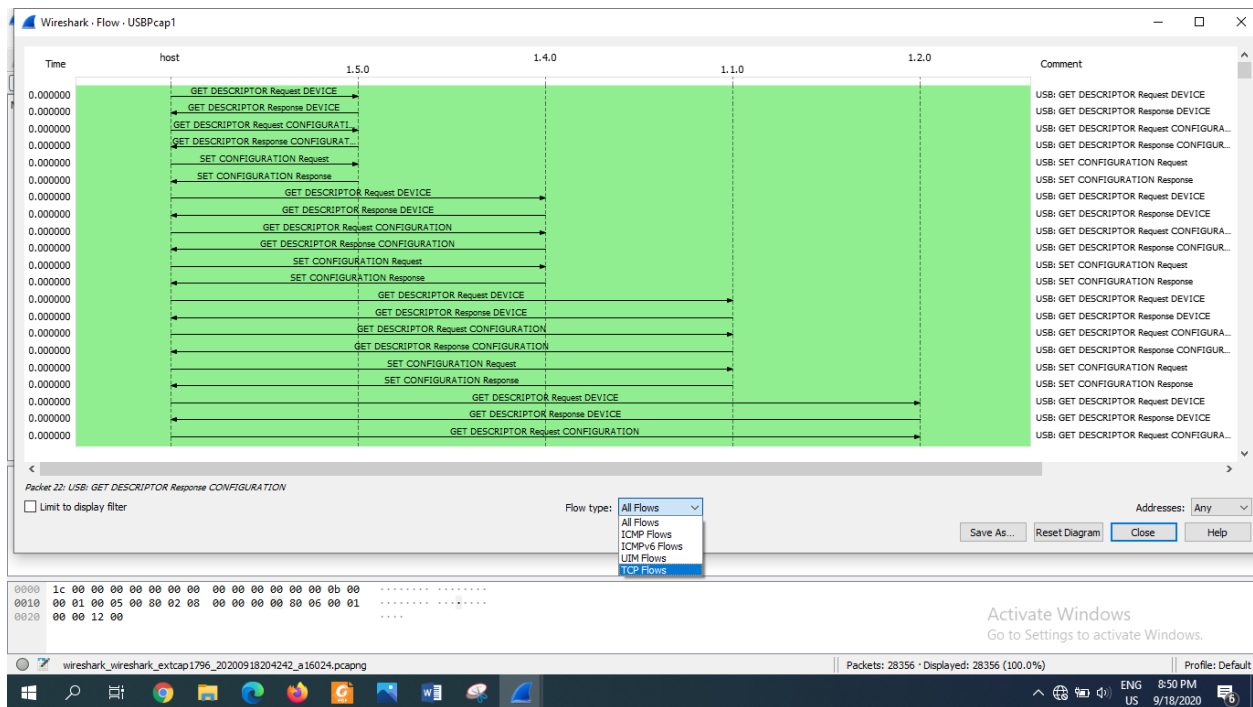 Wireshark · Flow · USBPcap1
Time host 1.5.0 1.4.0 1.1.0 1.2.0 Comment
0.000000 GET DESCRIPTOR Request DEVICE USB: GET DESCRIPTOR Request DEVICE
0.000000 GET DESCRIPTOR Response DEVICE USB: GET DESCRIPTOR Response DEVICE
0.000000 GET DESCRIPTOR Request CONFIGURATI... USB: GET DESCRIPTOR Request CONFIGURA...
0.000000 GET DESCRIPTOR Response CONFIGURAT... USB: GET DESCRIPTOR Response CONFIGUR...
0.000000 SET CONFIGURATION Request USB: SET CONFIGURATION Request
0.000000 SET CONFIGURATION Response USB: SET CONFIGURATION Response
0.000000 GET DESCRIPTOR Request DEVICE USB: GET DESCRIPTOR Request DEVICE
0.000000 GET DESCRIPTOR Response DEVICE USB: GET DESCRIPTOR Response DEVICE
0.000000 GET DESCRIPTOR Request CONFIGURATION USB: GET DESCRIPTOR Request CONFIGURA...
0.000000 GET DESCRIPTOR Response CONFIGURATION USB: GET DESCRIPTOR Response CONFIGUR...
0.000000 SET CONFIGURATION Request USB: SET CONFIGURATION Request
0.000000 SET CONFIGURATION Response USB: SET CONFIGURATION Response
0.000000 GET DESCRIPTOR Request DEVICE USB: GET DESCRIPTOR Request DEVICE
0.000000 GET DESCRIPTOR Response DEVICE USB: GET DESCRIPTOR Response DEVICE
0.000000 GET DESCRIPTOR Request CONFIGURATION USB: GET DESCRIPTOR Request CONFIGURA...
0.000000 GET DESCRIPTOR Response CONFIGURATION USB: GET DESCRIPTOR Response CONFIGUR...
0.000000 SET CONFIGURATION Request USB: SET CONFIGURATION Request
0.000000 SET CONFIGURATION Response USB: SET CONFIGURATION Response
0.000000 GET DESCRIPTOR Request DEVICE USB: GET DESCRIPTOR Request DEVICE
0.000000 GET DESCRIPTOR Response DEVICE USB: GET DESCRIPTOR Response DEVICE
0.000000 GET DESCRIPTOR Request CONFIGURATION USB: GET DESCRIPTOR Request CONFIGURA...
Packet 22: USB: GET DESCRIPTOR Response CONFIGURATION
Limit to display filter Flow type: All Flows Addresses: Any
All Flows
ICMP Flows
ICMPv6 Flows
UIM Flows
TCP Flows
Save As... Reset Diagram Close Help
0000 1c 00 00 00 00 00 00 00 00 00 00 00 00 00 0b 00 ········ ········
0010 00 01 00 05 00 80 02 08 00 00 00 00 80 06 00 01 ········ ········
0020 00 00 12 00 ····
Activate Windows
Go to Settings to activate Windows.
wireshark_wireshark_extcap1796_20200918204242_a16024.pcapng Packets: 28356 · Displayed: 28356 (100.0%) Profile: Default
ENG 8:50 PM
US 9/18/2020 6